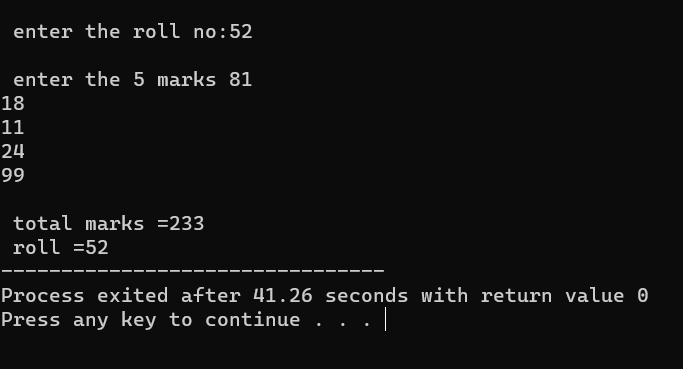 enter the roll no:52
enter the 5 marks 81
18
11
24
99
total marks =233
roll =52
--------------------------------
Process exited after 41.26 seconds with return value 0
Press any key to continue . . .